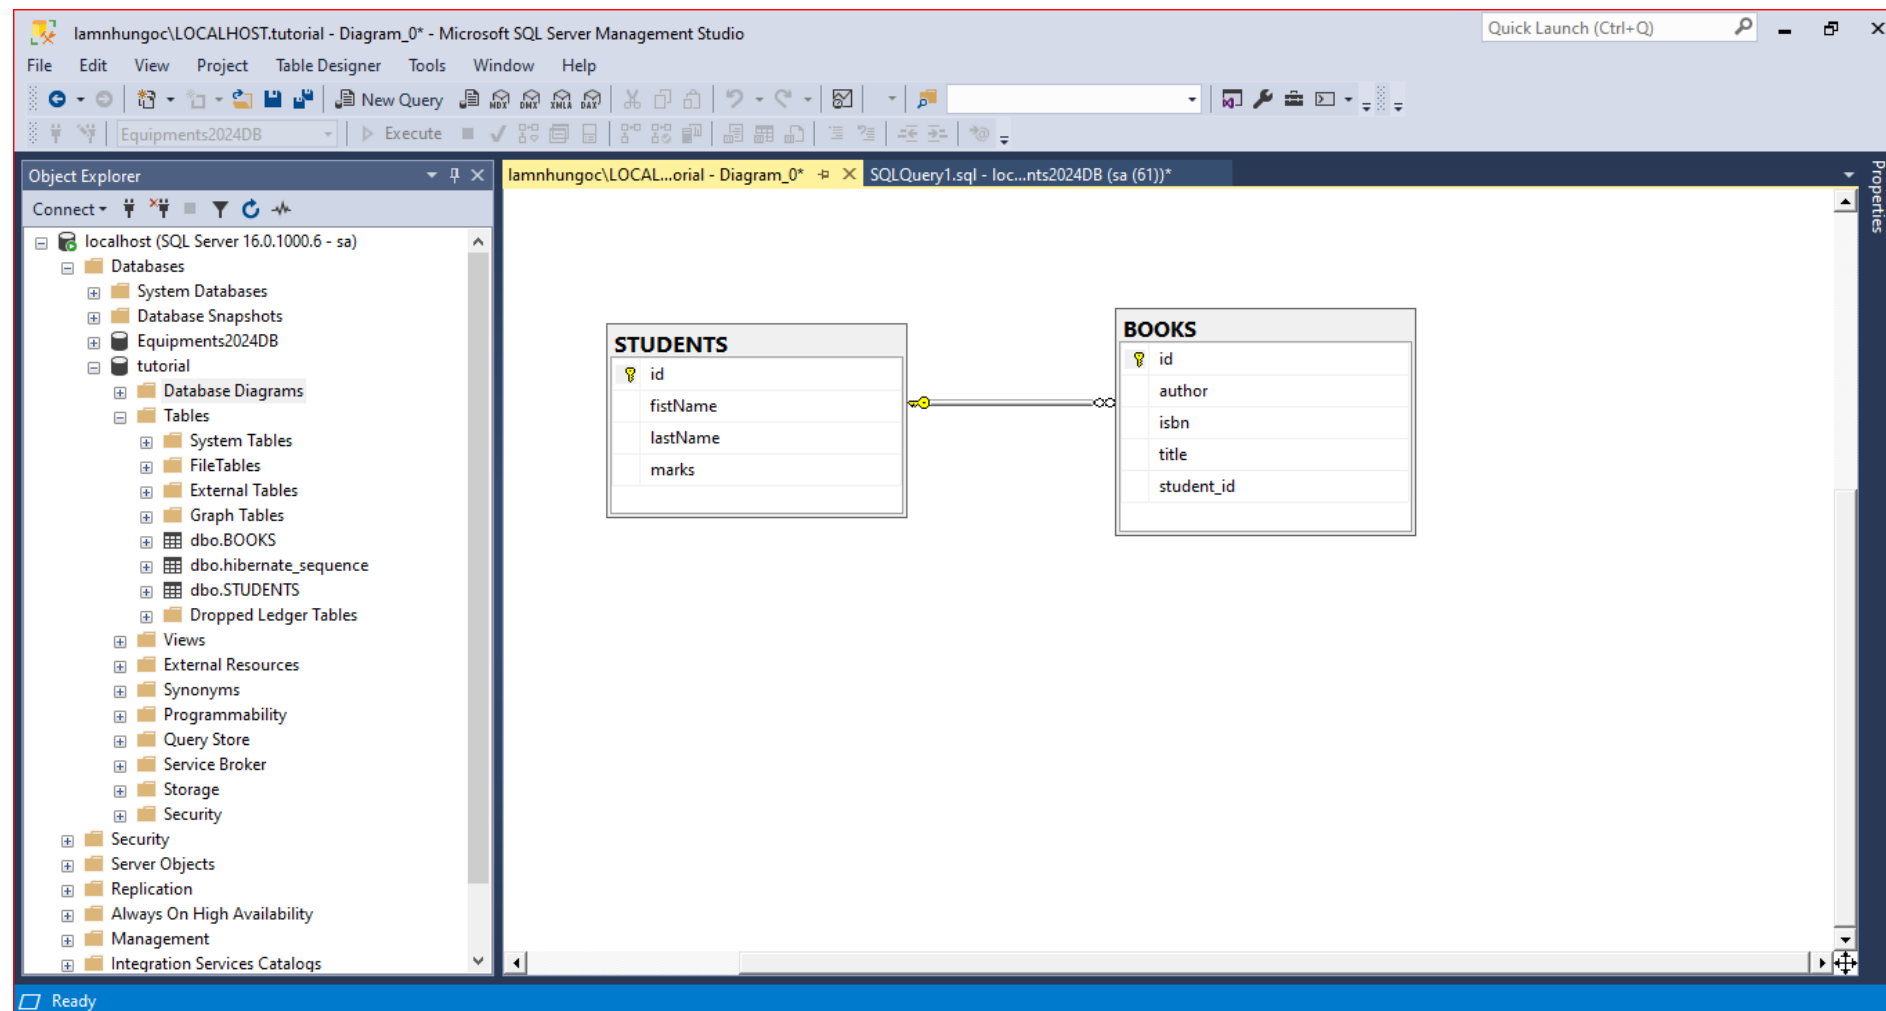 lamnhungoc\LOCALHOST.tutorial - Diagram_0* - Microsoft SQL Server Management Studio
Quick Launch (Ctrl+Q)
File Edit View Project Table Designer Tools Window Help
New Query MDX DMX XMLA DAX
Equipments2024DB Execute
Object Explorer
lamnhungoc\LOCAL...orial - Diagram_0* SQLQuery1.sql - loc...nts2024DB (sa (61))*
Properties
Connect
localhost (SQL Server 16.0.1000.6 - sa)
Databases
System Databases
Database Snapshots
Equipments2024DB
tutorial
Database Diagrams
Tables
System Tables
FileTables
External Tables
Graph Tables
dbo.BOOKS
dbo.hibernate_sequence
dbo.STUDENTS
Dropped Ledger Tables
Views
External Resources
Synonyms
Programmability
Query Store
Service Broker
Storage
Security
Security
Server Objects
Replication
Always On High Availability
Management
Integration Services Catalogs
STUDENTS
id
fistName
lastName
marks
BOOKS
id
author
isbn
title
student_id
Ready